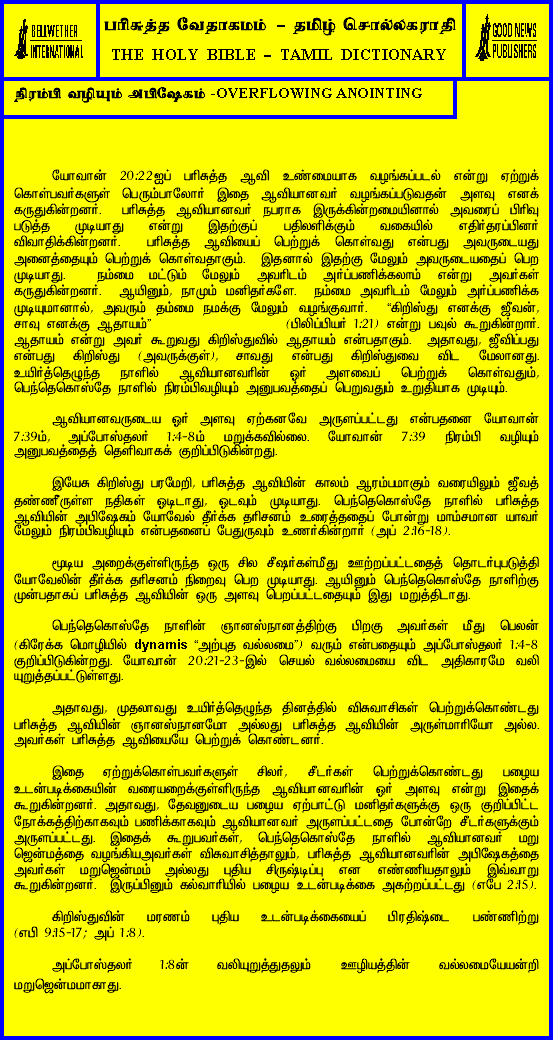 BELLWETHER
INTERNATIONAL
பரிசுத்த வேதாகமம் – தமிழ் சொல்லகராதி
THE HOLY BIBLE – TAMIL DICTIONARY
GOOD NEWS
PUBLISHERS
நிரம்பி வழியும் அபிஷேகம் -OVERFLOWING ANOINTING
யோவான் 20:22ஐப் பரிசுத்த ஆவி உண்மையாக வழங்கப்படல் என்று ஏற்றுக்
கொள்பவர்களுள் பெரும்பாலோர் இதை ஆவியானவர் வழங்கப்படுவதன் அளவு எனக்
கருதுகின்றனர். பரிசுத்த ஆவியானவர் நபராக இருக்கின்றமையினால் அவரைப் பிரிவு
படுத்த முடியாது என்று இதற்குப் பதிலளிக்கும் வகையில் எதிர்தரப்பினர்
விவாதிக்கின்றனர். பரிசுத்த ஆவியைப் பெற்றுக் கொள்வது என்பது அவருடையது
அனைத்தையும் பெற்றுக் கொள்வதாகும். இதனால் இதற்கு மேலும் அவருடையதைப் பெற
முடியாது. நம்மை மட்டும் மேலும் அவரிடம் அர்ப்பணிக்கலாம் என்று அவர்கள்
கருதுகின்றனர். ஆயினும், நாமும் மனிதர்களே. நம்மை அவரிடம் மேலும் அர்ப்பணிக்க
முடியுமானால், அவரும் தம்மை நமக்கு மேலும் வழங்குவார். “கிறிஸ்து எனக்கு ஜீவன்,
சாவு எனக்கு ஆதாயம்” (பிலிப்பியர் 1:21) என்று பவுல் கூறுகின்றார்.
ஆதாயம் என்று அவர் கூறுவது கிறிஸ்துவில் ஆதாயம் என்பதாகும். அதாவது, ஜீவிப்பது
என்பது கிறிஸ்து (அவருக்குள்), சாவது என்பது கிறிஸ்துவை விட மேலானது.
உயிர்த்தெழுந்த நாளில் ஆவியானவரின் ஓர் அளவைப் பெற்றுக் கொள்வதும்,
பெந்தெகொஸ்தே நாளில் நிரம்பிவழியும் அனுபவத்தைப் பெறுவதும் உறுதியாக முடியும்.
ஆவியானவருடைய ஓர் அளவு ஏற்கனவே அருளப்பட்டது என்பதனை யோவான்
7:39ம், அப்போஸ்தலர் 1:4-8ம் மறுக்கவில்லை. யோவான் 7:39 நிரம்பி வழியும்
அனுபவத்தைத் தெளிவாகக் குறிப்பிடுகின்றது.
இயேசு கிறிஸ்து பரமேறி, பரிசுத்த ஆவியின் காலம் ஆரம்பமாகும் வரையிலும் ஜீவத்
தண்ணீருள்ள நதிகள் ஓடிடாது, ஓடவும் முடியாது. பெந்தெகொஸ்தே நாளில் பரிசுத்த
ஆவியின் அபிஷேகம் யோவேல் தீர்க்க தரிசனம் உரைத்ததைப் போன்று மாம்சமான யாவர்
மேலும் நிரம்பிவழியும் என்பதனைப் பேதுருவும் உணர்கின்றார் (அப் 2:16-18).
மூடிய அறைக்குள்ளிருந்த ஒரு சில சீஷர்கள்மீது ஊற்றப்பட்டதைத் தொடர்புபடுத்தி
யோவேலின் தீர்க்க தரிசனம் நிறைவு பெற முடியாது. ஆயினும் பெந்தெகொஸ்தே நாளிற்கு
முன்பதாகப் பரிசுத்த ஆவியின் ஒரு அளவு பெறப்பட்டதையும் இது மறுத்திடாது.
பெந்தெகொஸ்தே நாளின் ஞானஸ்நானத்திற்கு பிறகு அவர்கள் மீது பெலன்
(கிரேக்க மொழியில் dynamis “அற்புத வல்லமை”) வரும் என்பதையும் அப்போஸ்தலர் 1:4-8
குறிப்பிடுகின்றது. யோவான் 20:21-23-இல் செயல் வல்லமையை விட அதிகாரமே வலி
யுறுத்தப்பட்டுள்ளது.
அதாவது, முதலாவது உயிர்த்தெழுந்த தினத்தில் விசுவாசிகள் பெற்றுக்கொண்டது
பரிசுத்த ஆவியின் ஞானஸ்நானமோ அல்லது பரிசுத்த ஆவியின் அருள்மாரியோ அல்ல.
அவர்கள் பரிசுத்த ஆவியையே பெற்றுக் கொண்டனர்.
இதை ஏற்றுக்கொள்பவர்களுள் சிலர், சீடர்கள் பெற்றுக்கொண்டது பழைய
உடன்படிக்கையின் வரையறைக்குள்ளிருந்த ஆவியானவரின் ஓர் அளவு என்று இதைக்
கூறுகின்றனர். அதாவது, தேவனுடைய பழைய ஏற்பாட்டு மனிதர்களுக்கு ஒரு குறிப்பிட்ட
நோக்கத்திற்காகவும் பணிக்காகவும் ஆவியானவர் அருளப்பட்டதை போன்றே சீடர்களுக்கும்
அருளப்பட்டது. இதைக் கூறுபவர்கள், பெந்தெகொஸ்தே நாளில் ஆவியானவர் மறு
ஜென்மத்தை வழங்கியஅவர்கள் விசுவாசித்தாலும், பரிசுத்த ஆவியானவரின் அபிஷேகத்தை
அவர்கள் மறுஜென்மம் அல்லது புதிய சிருஷ்டிப்பு என எண்ணியதாலும் இவ்வாறு
கூறுகின்றனர். இருப்பினும் கல்வாரியில் பழைய உடன்படிக்கை அகற்றப்பட்டது (எபே 2:15).
கிறிஸ்துவின் மரணம் புதிய உடன்படிக்கையைப் பிரதிஷ்டை பண்ணிற்று
(எபி 9:15-17; அப் 1:8).
அப்போஸ்தலர் 1:8ன் வலியுறுத்துதலும் ஊழியத்தின் வல்லமையேயன்றி
மறுஜென்மமாகாது.